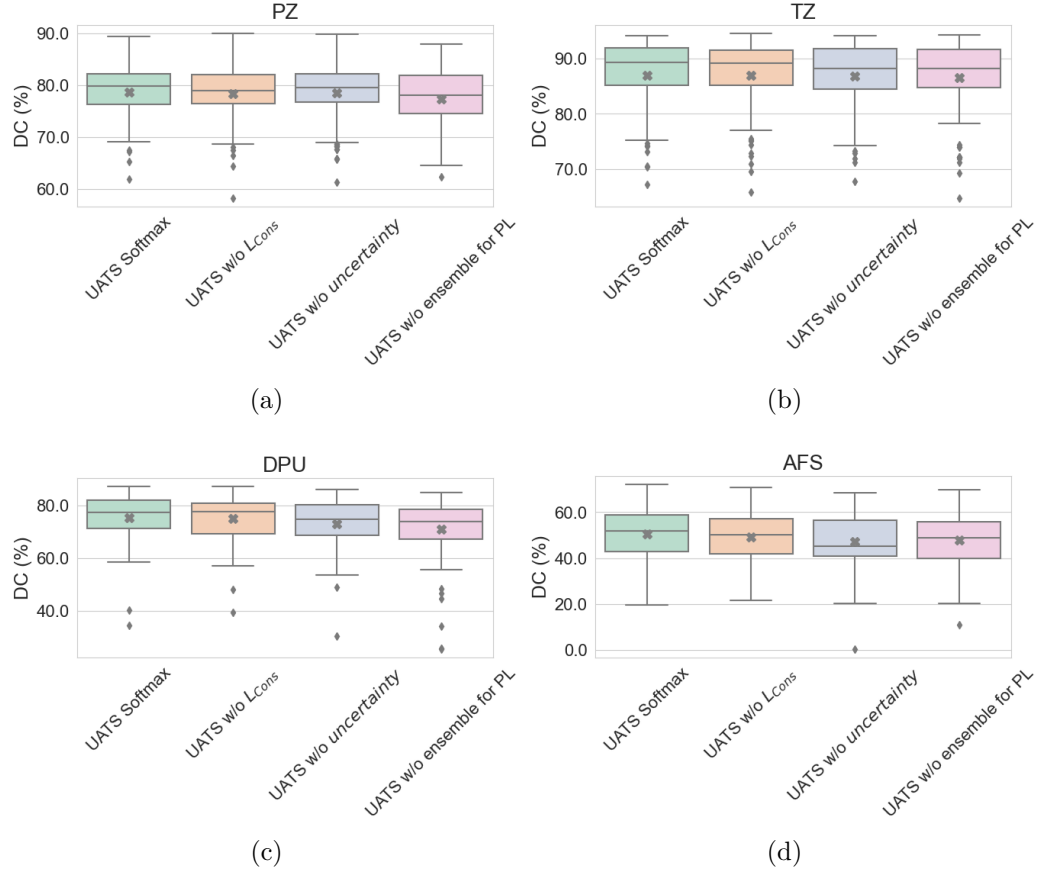 PZ
DC (%)
90.0
80.0
70.0
60.0
UATS Softmax
UATS w/o L_Cons
UATS w/o uncertainty
UATS w/o ensemble for PL
(a)
TZ
DC (%)
90.0
80.0
70.0
UATS Softmax
UATS w/o L_Cons
UATS w/o uncertainty
UATS w/o ensemble for PL
(b)
DPU
DC (%)
80.0
60.0
40.0
UATS Softmax
UATS w/o L_Cons
UATS w/o uncertainty
UATS w/o ensemble for PL
(c)
AFS
DC (%)
60.0
40.0
20.0
0.0
UATS Softmax
UATS w/o L_Cons
UATS w/o uncertainty
UATS w/o ensemble for PL
(d)